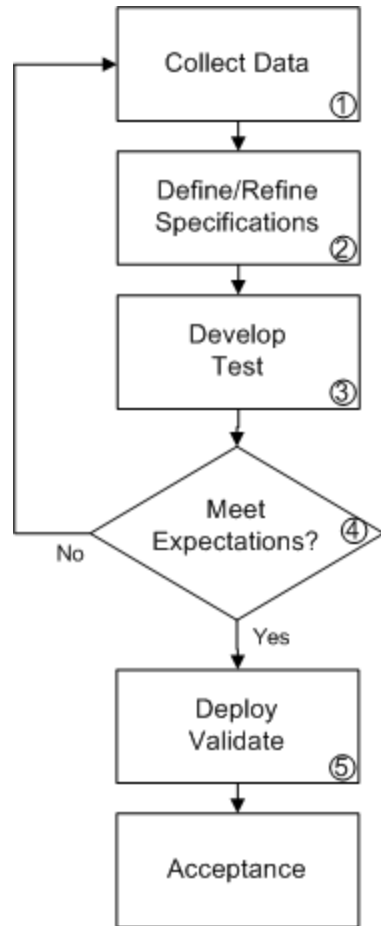 Collect Data
①
Define/Refine
Specifications
②
Develop
Test
③
Meet
Expectations?
④
No
Yes
Deploy
Validate
⑤
Acceptance